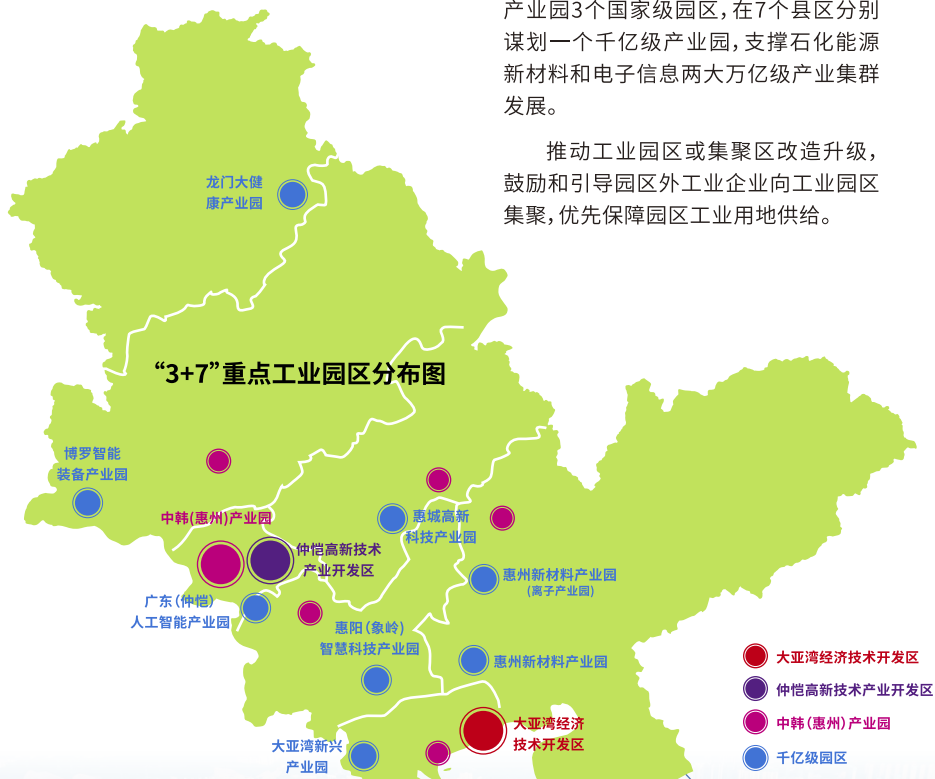 产业园3个国家级园区，在7个县区分别
谋划一个千亿级产业园，支撑石化能源
新材料和电子信息两大万亿级产业集群
发展。
推动工业园区或集聚区改造升级，
鼓励和引导园区外工业企业向工业园区
集聚，优先保障园区工业用地供给。
龙门大健
康产业园
“3+7”重点工业园区分布图
博罗智能
装备产业园
中韩(惠州)产业园
惠城高新
科技产业园
仲恺高新技术
产业开发区
惠州新材料产业园
(离子产业园)
广东（仲恺）
人工智能产业园
惠阳（象岭）
智慧科技产业园
惠州新材料产业园
大亚湾经济
技术开发区
大亚湾新兴
产业园
大亚湾经济技术开发区
仲恺高新技术产业开发区
中韩（惠州）产业园
千亿级园区